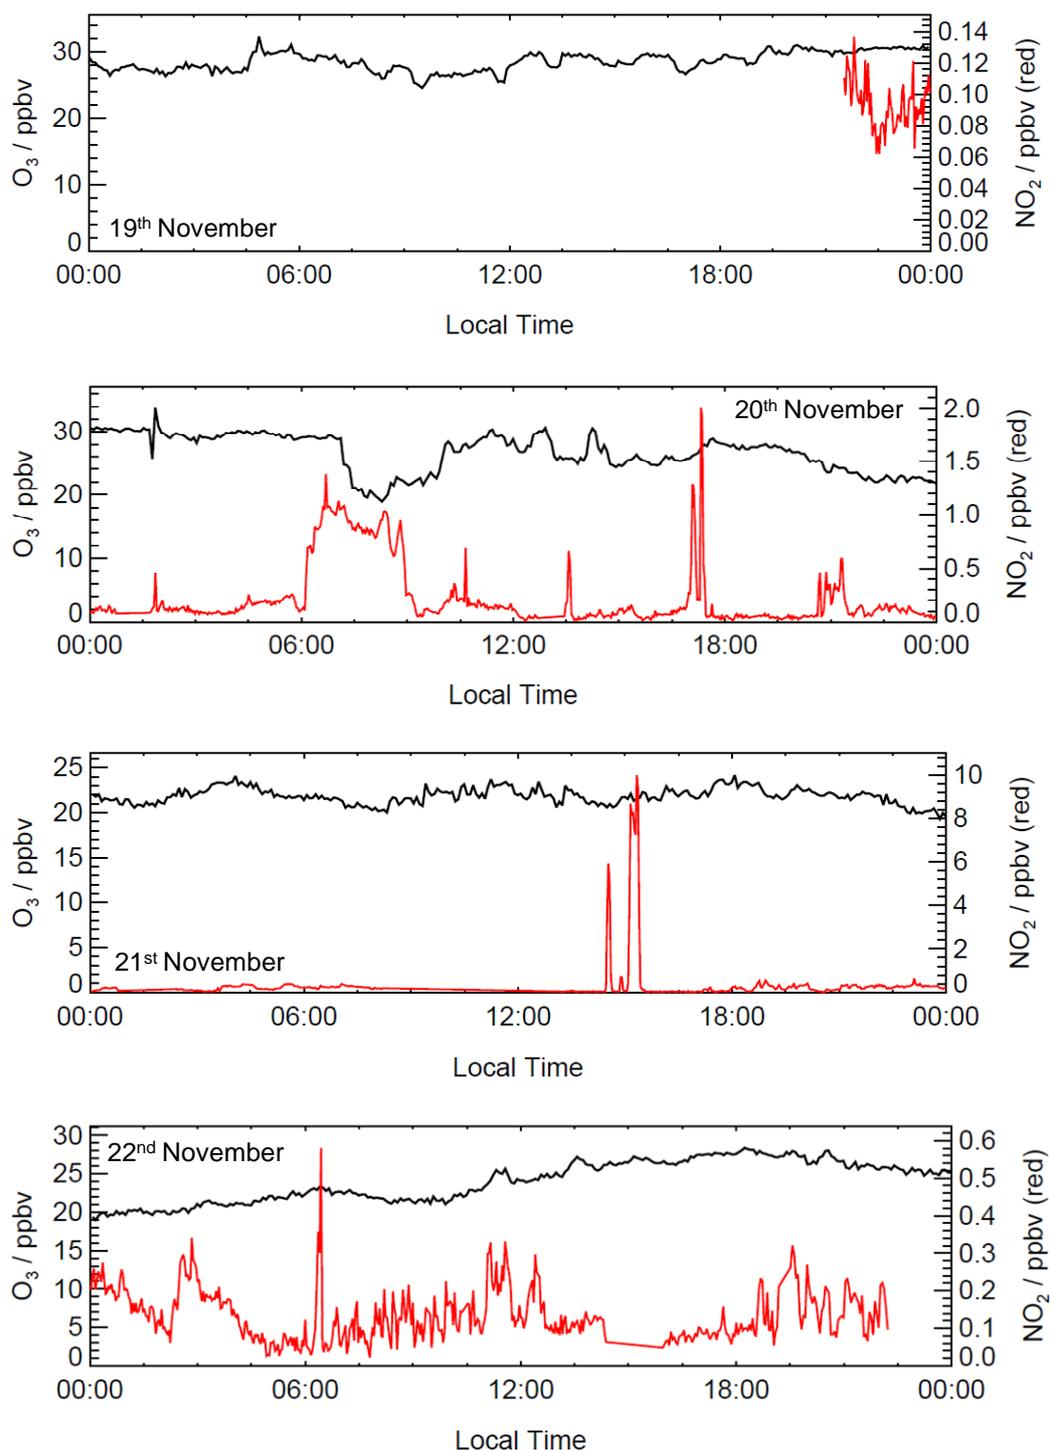 30
20
10
0
O3 / ppbv
0.14
0.12
0.10
0.08
0.06
0.04
0.02
0.00
NO2 / ppbv (red)
19th November
00:00 06:00 12:00 18:00 00:00
Local Time
30
20
10
0
O3 / ppbv
2.0
1.5
1.0
0.5
0.0
NO2 / ppbv (red)
20th November
00:00 06:00 12:00 18:00 00:00
Local Time
25
20
15
10
5
0
O3 / ppbv
10
8
6
4
2
0
NO2 / ppbv (red)
21st November
00:00 06:00 12:00 18:00 00:00
Local Time
30
25
20
15
10
5
0
O3 / ppbv
0.6
0.5
0.4
0.3
0.2
0.1
0.0
NO2 / ppbv (red)
22nd November
00:00 06:00 12:00 18:00 00:00
Local Time